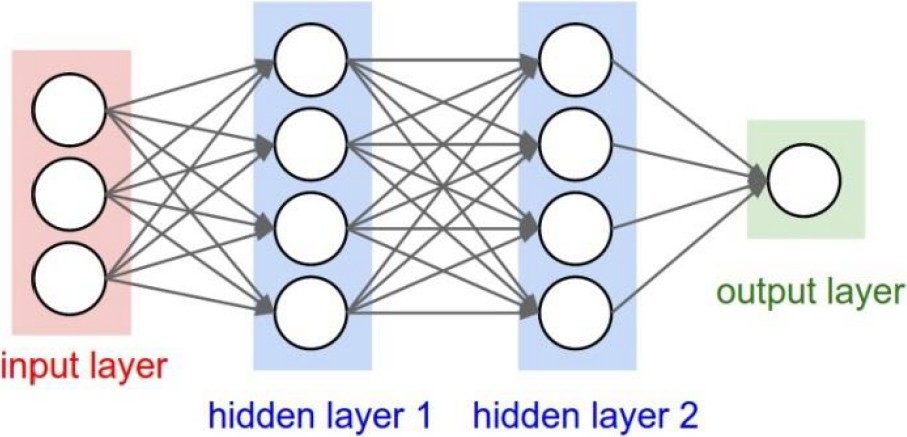 input layer
hidden layer 1
hidden layer 2
output layer